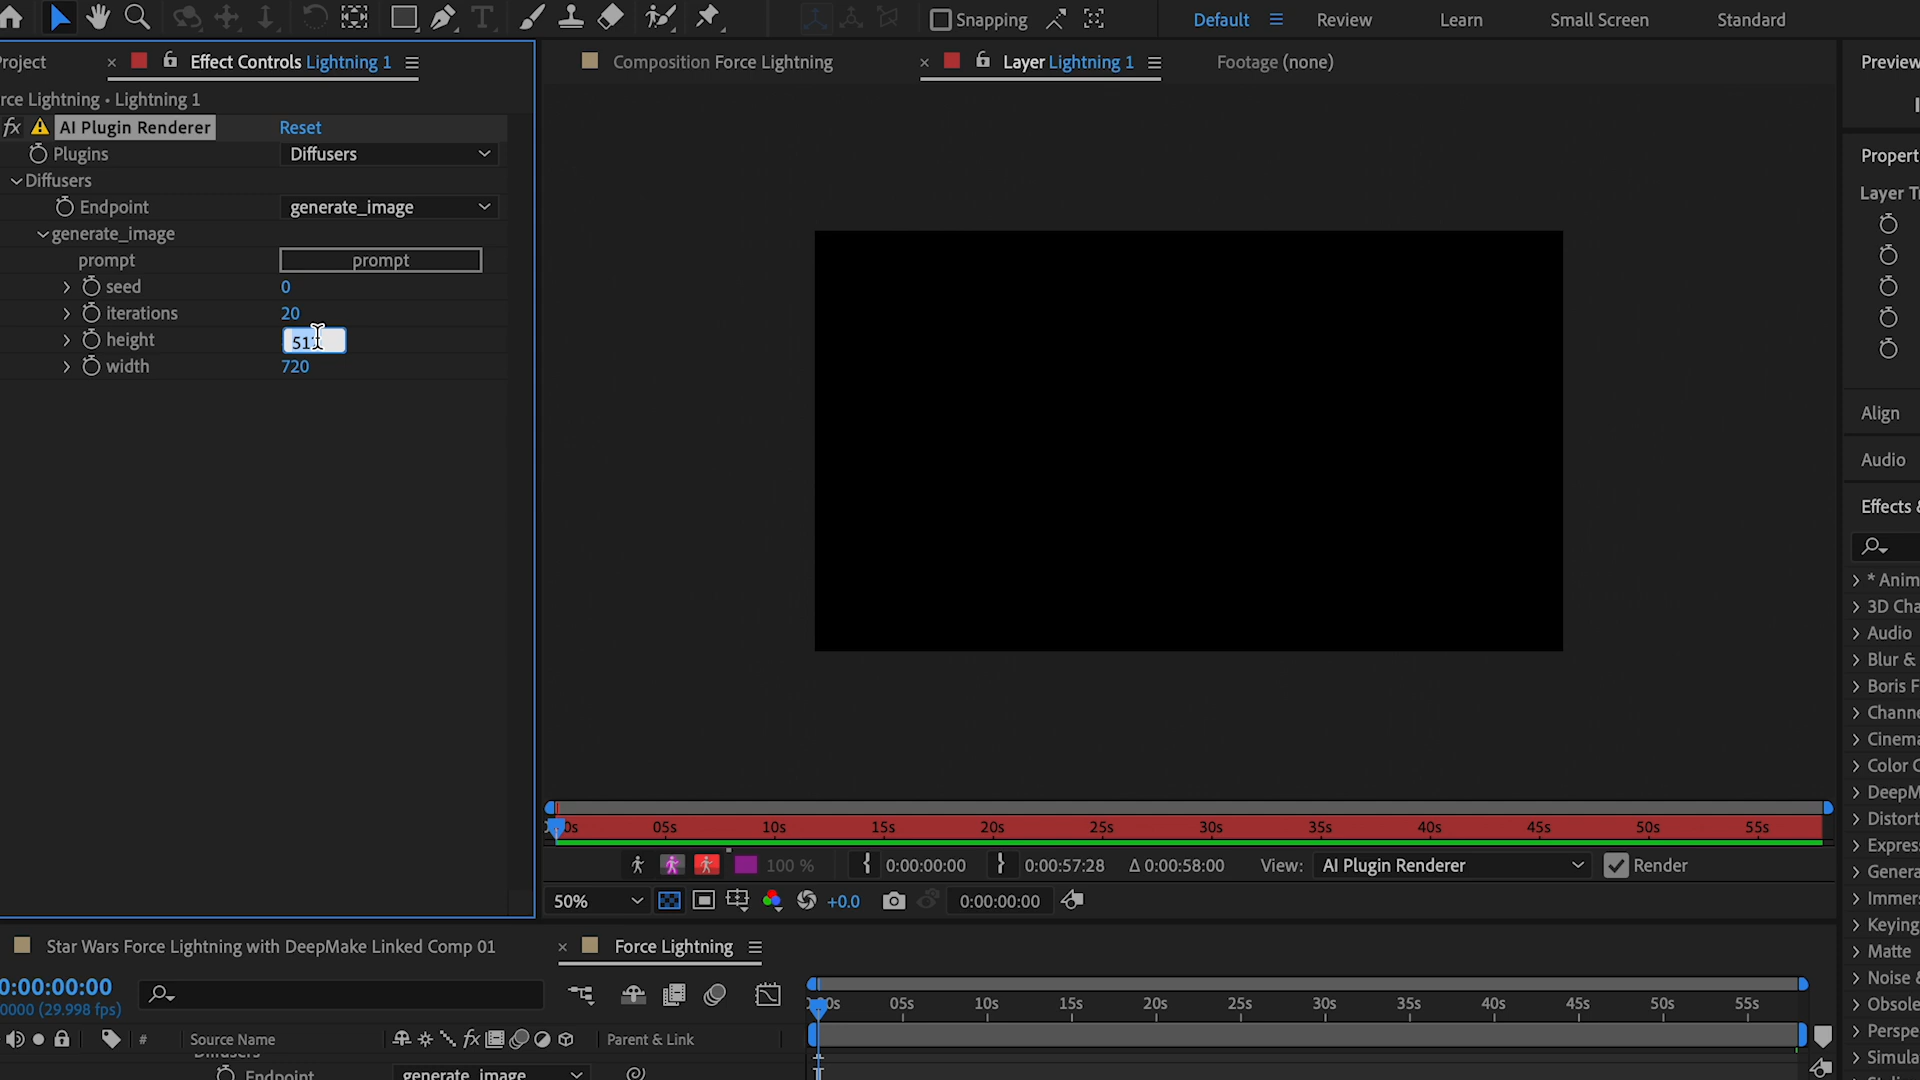 Snapping
Default
Review
Learn
Small Screen
Standard
roject
Effect Controls Lightning 1
Composition Force Lightning
Layer Lightning 1
Footage (none)
Preview
rce Lightning • Lightning 1
fx AI Plugin Renderer Reset
Plugins Diffusers
Diffusers
Endpoint generate_image
generate_image
prompt prompt
seed 0
iterations 20
height
width 720
Propert
Layer Tr
Align
Audio
Effects &
* Anim
3D Cha
Audio
Blur &
Boris F
Channe
Cinema
Color C
DeepM
Distort
Express
Genera
Immers
Keying
Matte
Noise &
Obsole
Perspe
Simula
0s 05s 10s 15s 20s 25s 30s 35s 40s 45s 50s 55s
100 % 0:00:00:00 0:00:57:28 Δ 0:00:58:00 View: AI Plugin Renderer Render
50% +0.0 0:00:00:00
Star Wars Force Lightning with DeepMake Linked Comp 01
Force Lightning
0:00:00:00
0000 (29.998 fps)
0s 05s 10s 15s 20s 25s 30s 35s 40s 45s 50s 55s
# Source Name fx Parent & Link
Endpoint generate_image